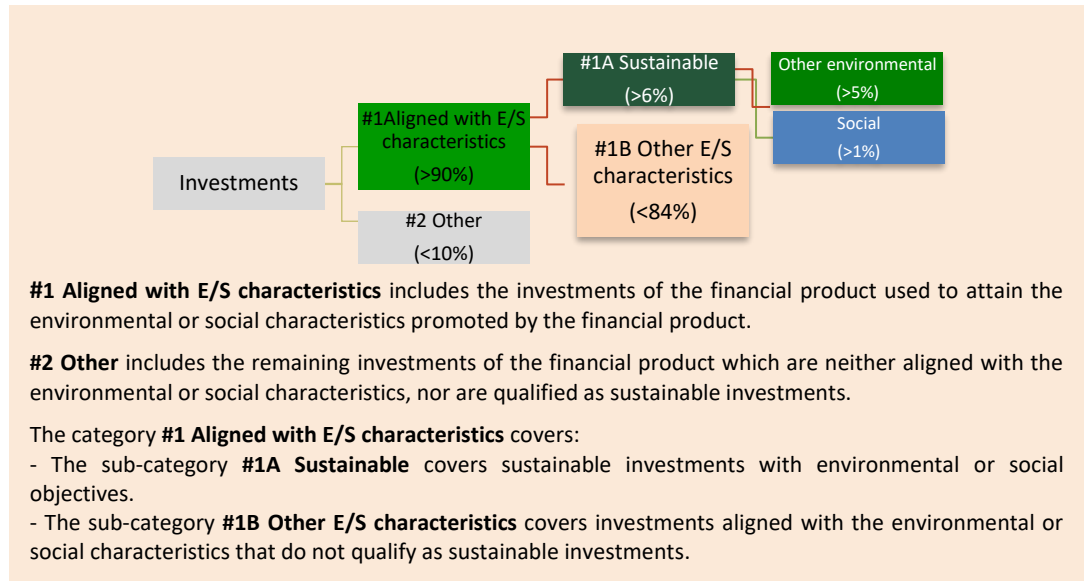 #1A Sustainable
(>6%)
Other environmental
(>5%)
Social
(>1%)
#1Aligned with E/S
characteristics
(>90%)
#1B Other E/S
characteristics
(<84%)
Investments
#2 Other
(<10%)
#1 Aligned with E/S characteristics includes the investments of the financial product used to attain the
environmental or social characteristics promoted by the financial product.
#2 Other includes the remaining investments of the financial product which are neither aligned with the
environmental or social characteristics, nor are qualified as sustainable investments.
The category #1 Aligned with E/S characteristics covers:
- The sub-category #1A Sustainable covers sustainable investments with environmental or social
objectives.
- The sub-category #1B Other E/S characteristics covers investments aligned with the environmental or
social characteristics that do not qualify as sustainable investments.